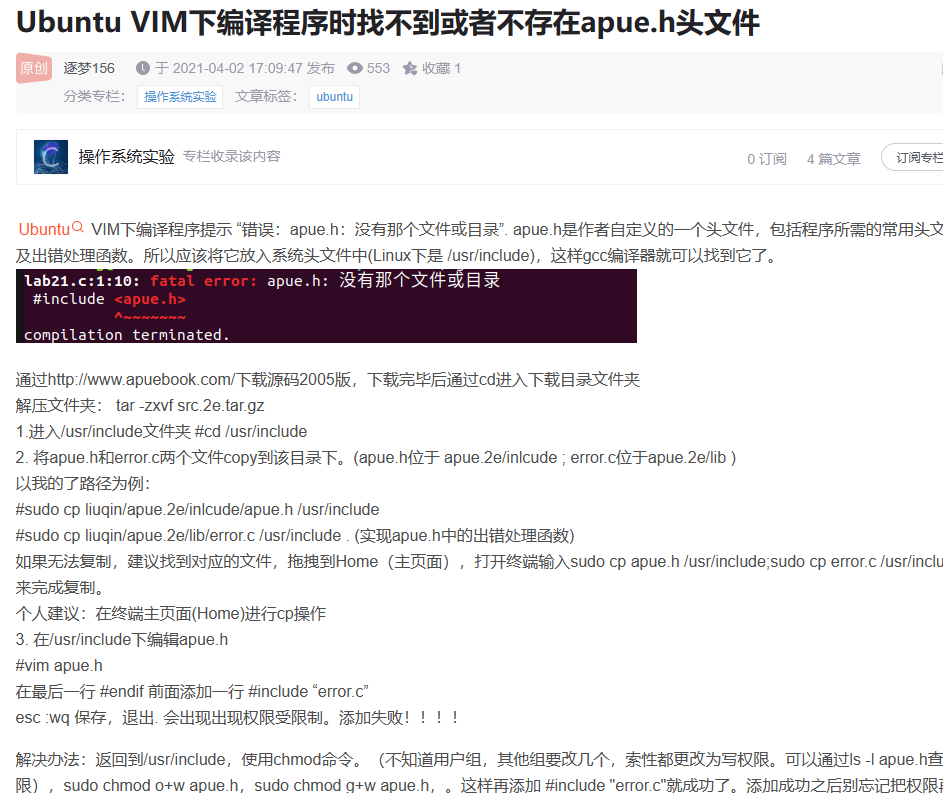 Ubuntu VIM下编译程序时找不到或者不存在apue.h头文件
原创 逐梦156 于 2021-04-02 17:09:47 发布 553 收藏 1
分类专栏： 操作系统实验 文章标签： ubuntu
操作系统实验 专栏收录该内容 0 订阅 4 篇文章 订阅专栏
Ubuntu VIM下编译程序提示 “错误：apue.h：没有那个文件或目录”. apue.h是作者自定义的一个头文件，包括程序所需的常用头文
及出错处理函数。所以应该将它放入系统头文件中(Linux下是 /usr/include)，这样gcc编译器就可以找到它了。
lab21.c:1:10: fatal error: apue.h: 没有那个文件或目录
#include <apue.h>
^~~~~~~~
compilation terminated.
通过http://www.apuebook.com/下载源码2005版，下载完毕后通过cd进入下载目录文件夹
解压文件夹： tar -zxvf src.2e.tar.gz
1.进入/usr/include文件夹 #cd /usr/include
2. 将apue.h和error.c两个文件copy到该目录下。(apue.h位于 apue.2e/inlcude ; error.c位于apue.2e/lib )
以我的了路径为例：
#sudo cp liuqin/apue.2e/inlcude/apue.h /usr/include
#sudo cp liuqin/apue.2e/lib/error.c /usr/include . (实现apue.h中的出错处理函数)
如果无法复制，建议找到对应的文件，拖拽到Home（主页面），打开终端输入sudo cp apue.h /usr/include;sudo cp error.c /usr/inclu
来完成复制。
个人建议：在终端主页面(Home)进行cp操作
3. 在/usr/include下编辑apue.h
#vim apue.h
在最后一行 #endif 前面添加一行 #include “error.c”
esc :wq 保存，退出. 会出现出现权限受限制。添加失败！！！！
解决办法：返回到/usr/include，使用chmod命令。（不知道用户组，其他组要改几个，索性都更改为写权限。可以通过ls -l apue.h查
限），sudo chmod o+w apue.h，sudo chmod g+w apue.h，。这样再添加 #include "error.c"就成功了。添加成功之后别忘记把权限